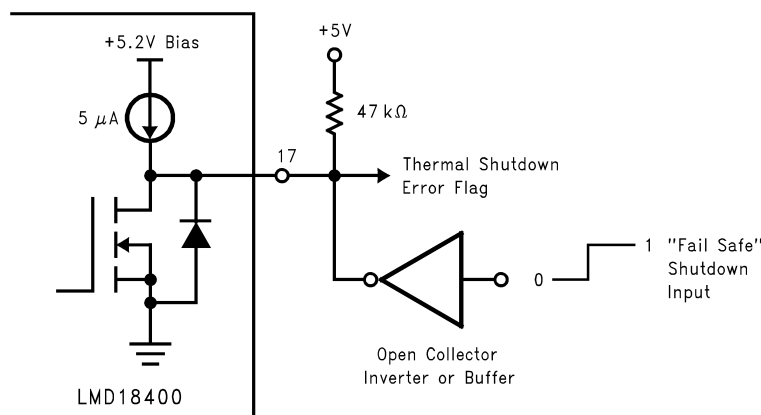 +5.2V Bias
5 μA
LMD18400
17
+5V
47 kΩ
Thermal Shutdown
Error Flag
0
1 "Fail Safe"
Shutdown
Input
Open Collector
Inverter or Buffer